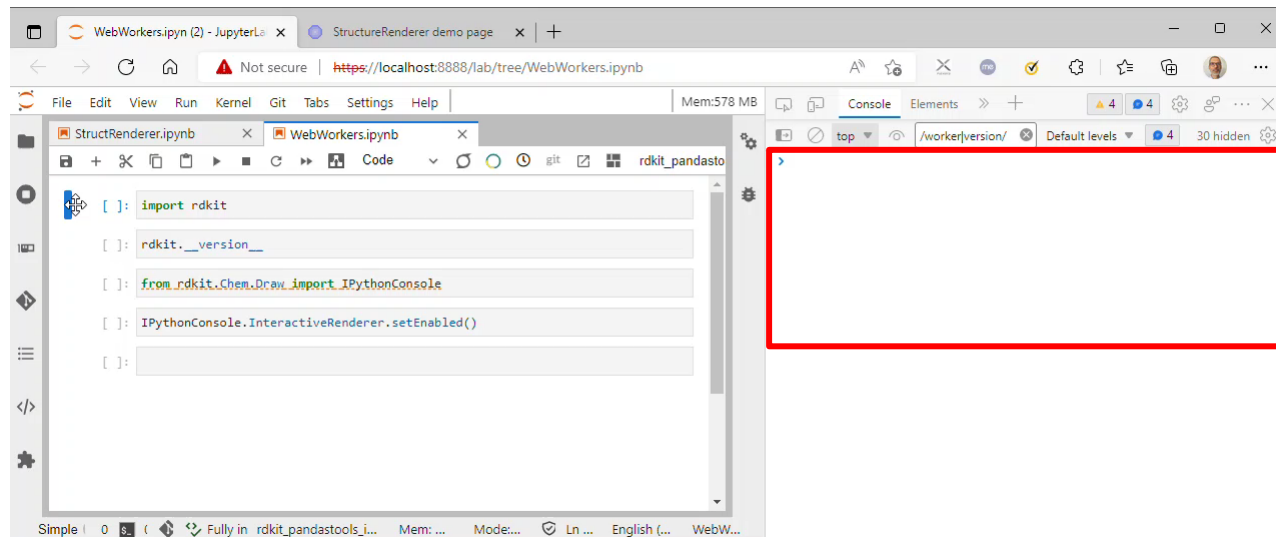 WebWorkers.ipyn (2) - JupyterLa
StructureRenderer demo page
Not secure | https://localhost:8888/lab/tree/WebWorkers.ipynb
File Edit View Run Kernel Git Tabs Settings Help
Mem:578 MB
Console Elements
4 4
StructRenderer.ipynb
WebWorkers.ipynb
top
/worker|version/
Default levels
4
30 hidden
Code
git
rdkit_pandasto
[ ]: import rdkit
[ ]: rdkit.__version__
[ ]: from rdkit.Chem.Draw import IPythonConsole
[ ]: IPythonConsole.InteractiveRenderer.setEnabled()
[ ]:
Simple 0 $_ ( Fully in rdkit_pandastools_i... Mem: ... Mode:... Ln ... English (... WebW...